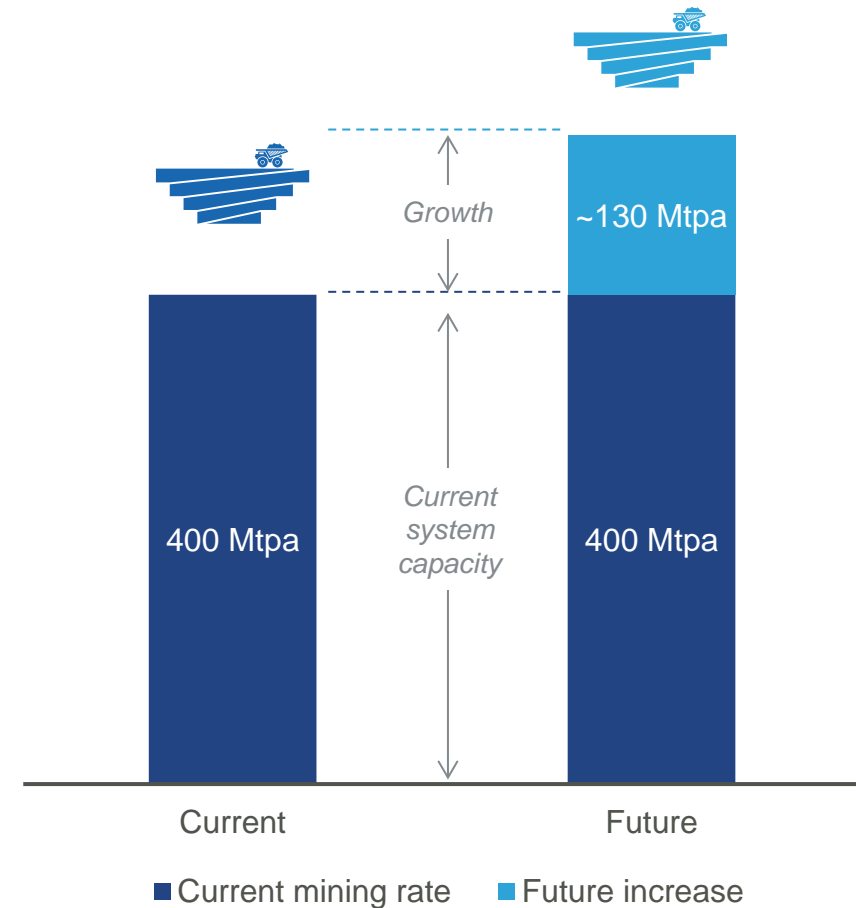 Growth
~130 Mtpa
400 Mtpa
Current
system
capacity
400 Mtpa
Current
Future
Current mining rate
Future increase